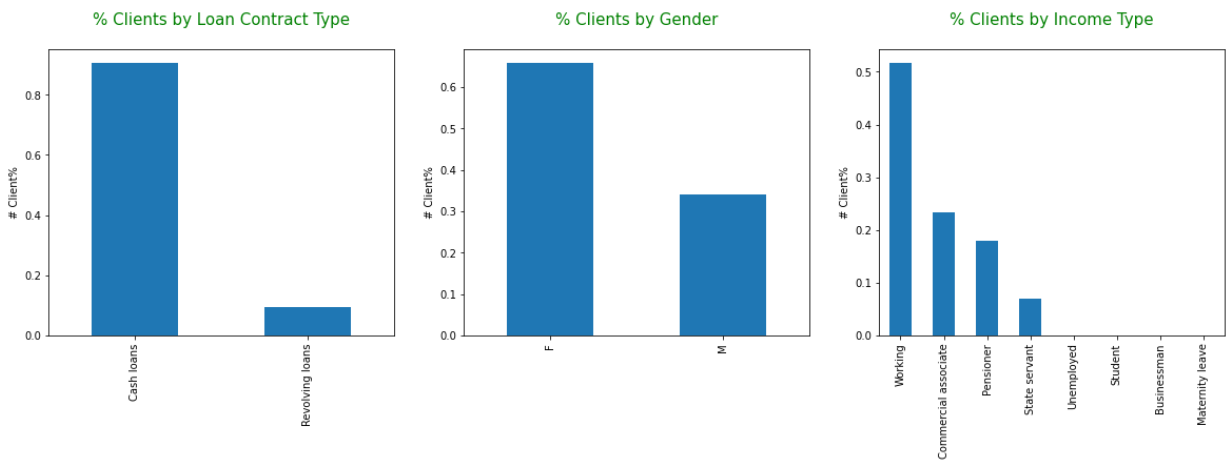 % Clients by Loan Contract Type
# Client%
0.8
0.6
0.4
0.2
0.0
Cash loans
Revolving loans
% Clients by Gender
# Client%
0.6
0.5
0.4
0.3
0.2
0.1
0.0
F
M
% Clients by Income Type
# Client%
0.5
0.4
0.3
0.2
0.1
0.0
Working
Commercial associate
Pensioner
State servant
Unemployed
Student
Businessman
Maternity leave